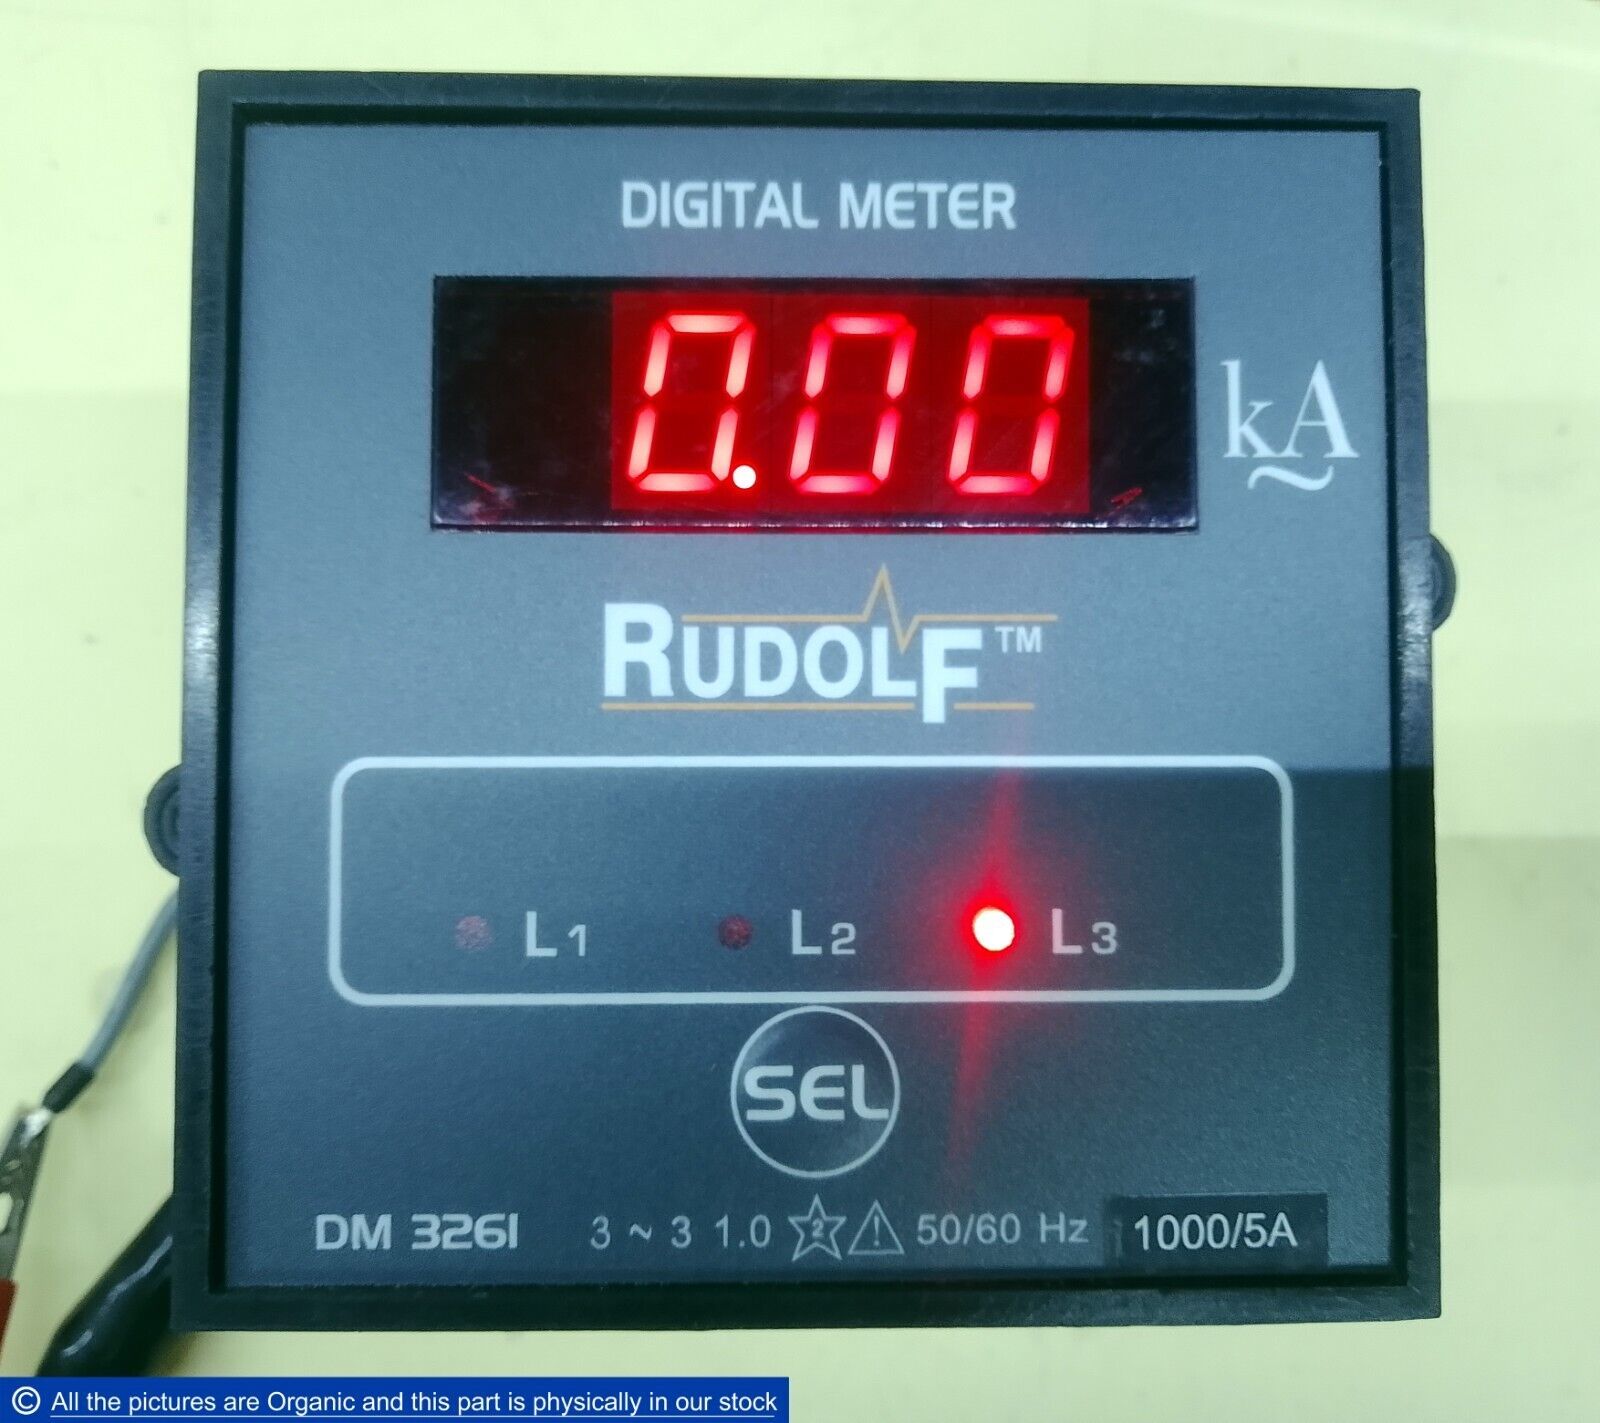 DIGITAL METER
0.00
kA
~
RUDOLF™
L1 L2 L3
SEL
DM 3261 3 ~ 3 1.0 2 ! 50/60 Hz 1000/5A
© All the pictures are Organic and this part is physically in our stock